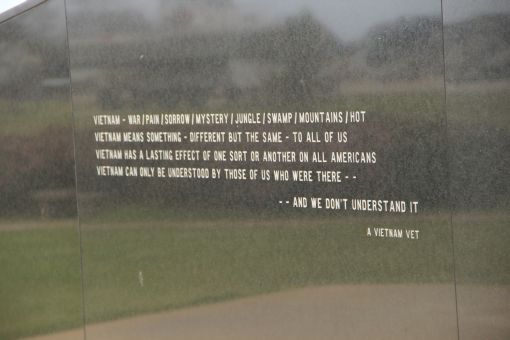 VIETNAM - WAR/PAIN/SORROW/MYSTERY/JUNGLE/SWAMP/MOUNTAINS/HOT
VIETNAM MEANS SOMETHING - DIFFERENT BUT THE SAME - TO ALL OF US
VIETNAM HAS A LASTING EFFECT OF ONE SORT OR ANOTHER ON ALL AMERICANS
VIETNAM CAN ONLY BE UNDERSTOOD BY THOSE OF US WHO WERE THERE - -
- - AND WE DON'T UNDERSTAND IT
A VIETNAM VET